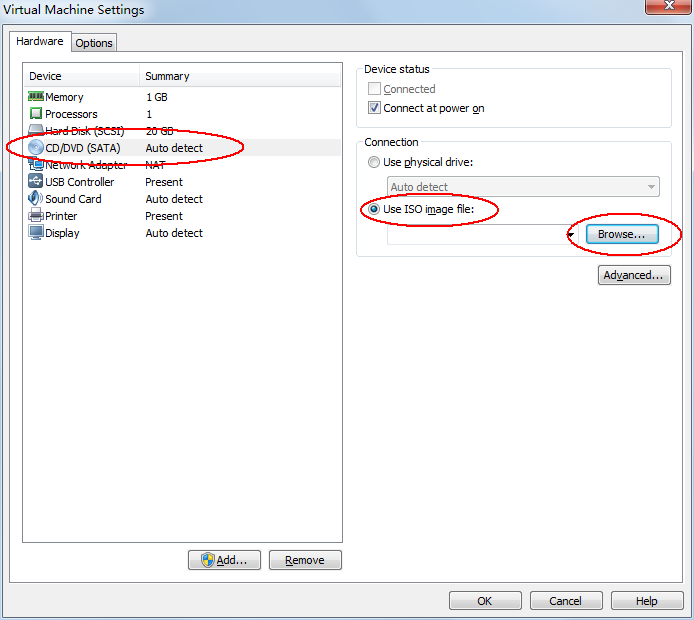 Virtual Machine Settings
Hardware
Options
Device Summary
Memory 1 GB
Processors 1
Hard Disk (SCSI) 20 GB
CD/DVD (SATA) Auto detect
Network Adapter NAT
USB Controller Present
Sound Card Auto detect
Printer Present
Display Auto detect
Add...
Remove
Device status
Connected
Connect at power on
Connection
Use physical drive:
Auto detect
Use ISO image file:
Browse...
Advanced...
OK
Cancel
Help